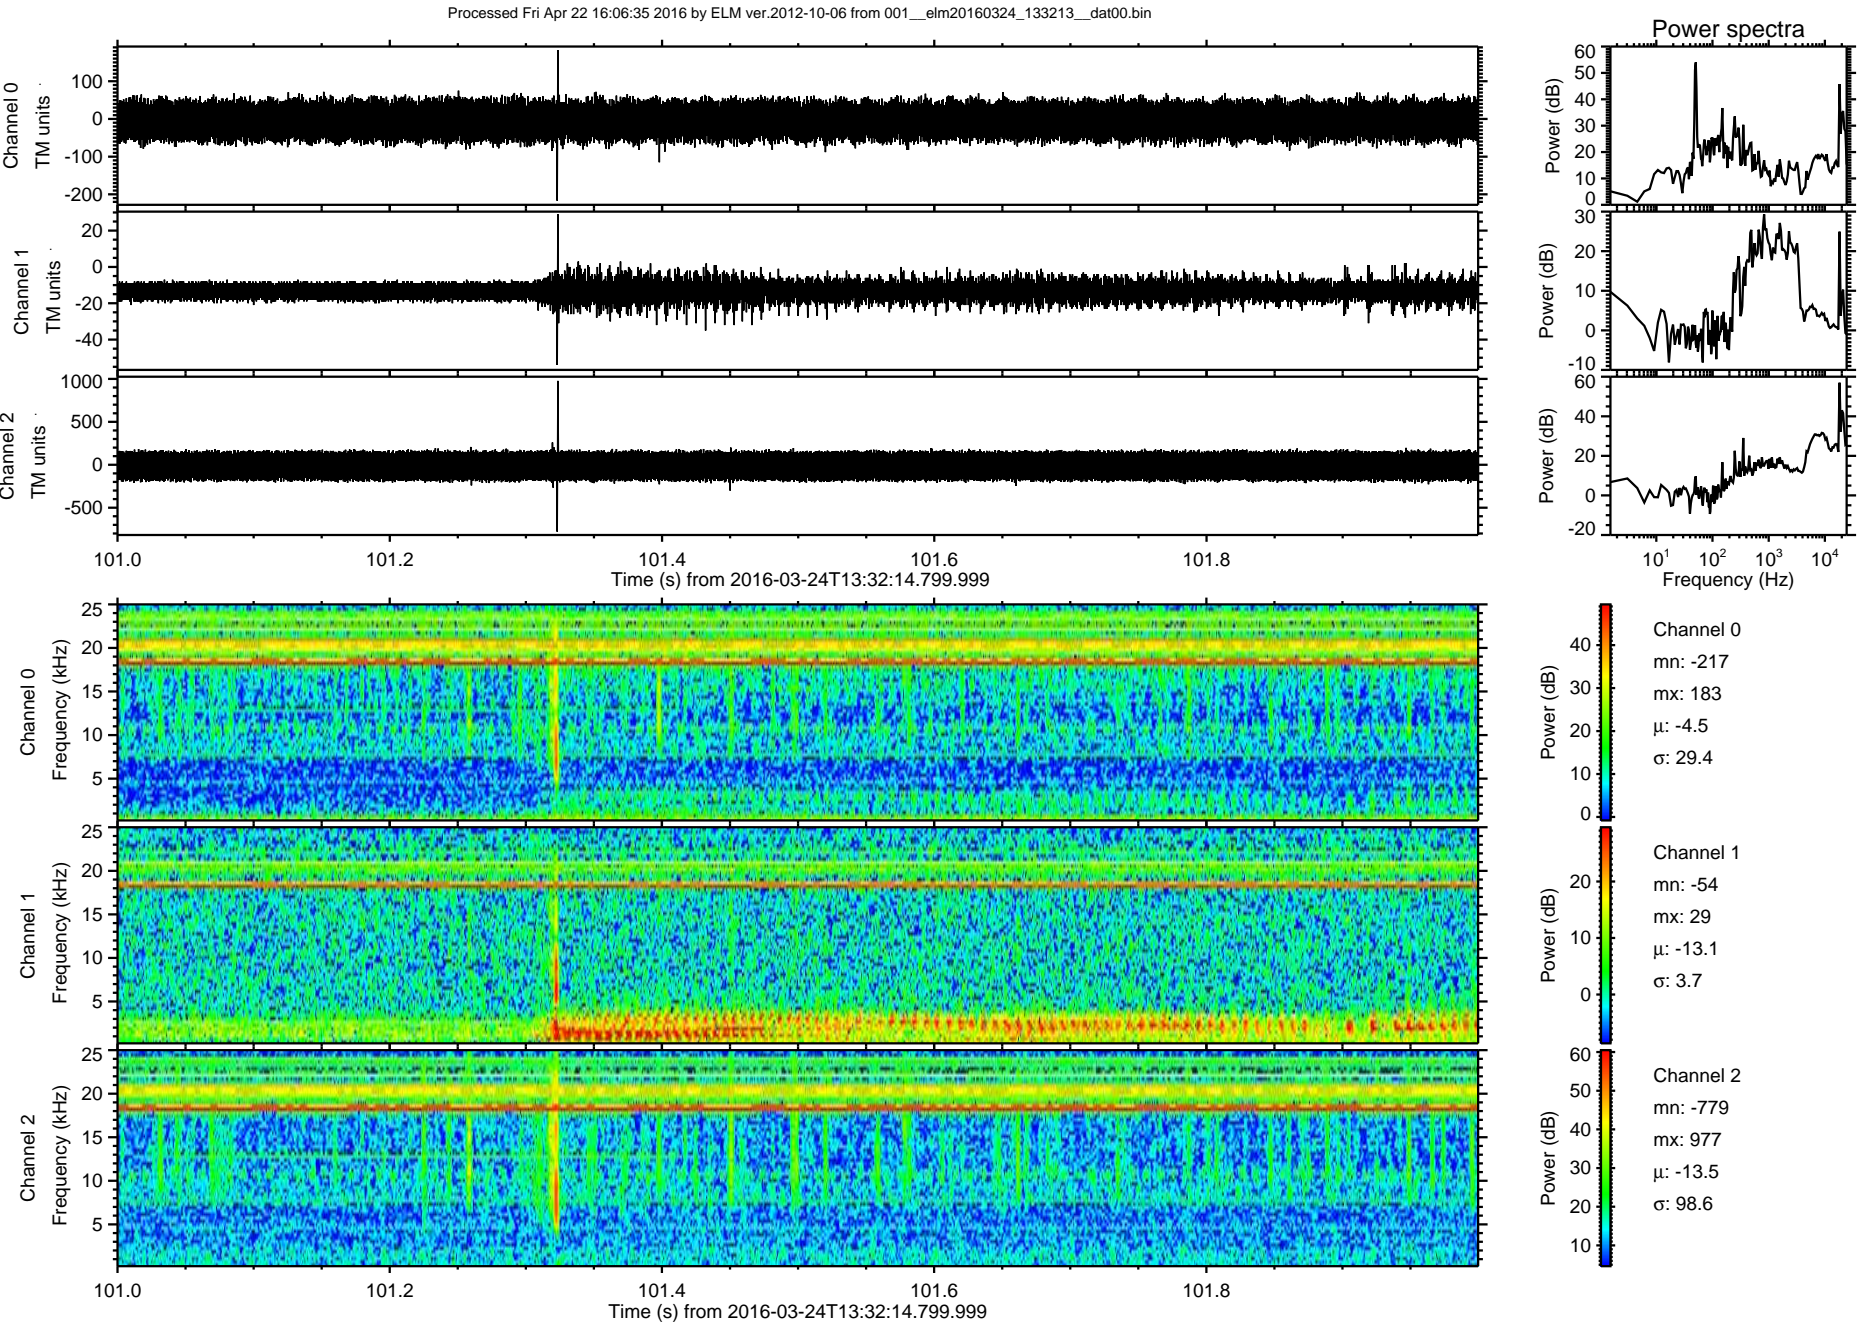 Processed Fri Apr 22 16:06:35 2016 by ELM ver.2012-10-06 from 001__elm20160324_133213__dat00.bin
Power spectra
Channel 0
TM units
100
0
-100
-200
Power (dB)
60
50
40
30
20
10
0
Channel 1
TM units
20
0
-20
-40
Power (dB)
30
20
10
0
-10
Channel 2
TM units
1000
500
0
-500
Power (dB)
60
40
20
0
-20
101.0 101.2 101.4 101.6 101.8
Time (s) from 2016-03-24T13:32:14.799.999
10^1 10^2 10^3 10^4
Frequency (Hz)
Channel 0
Frequency (kHz)
25
20
15
10
5
Power (dB)
40
30
20
10
0
Channel 0
mn: -217
mx: 183
μ: -4.5
σ: 29.4
Channel 1
Frequency (kHz)
25
20
15
10
5
Power (dB)
20
10
0
Channel 1
mn: -54
mx: 29
μ: -13.1
σ: 3.7
Channel 2
Frequency (kHz)
25
20
15
10
5
Power (dB)
60
50
40
30
20
10
Channel 2
mn: -779
mx: 977
μ: -13.5
σ: 98.6
101.0 101.2 101.4 101.6 101.8
Time (s) from 2016-03-24T13:32:14.799.999